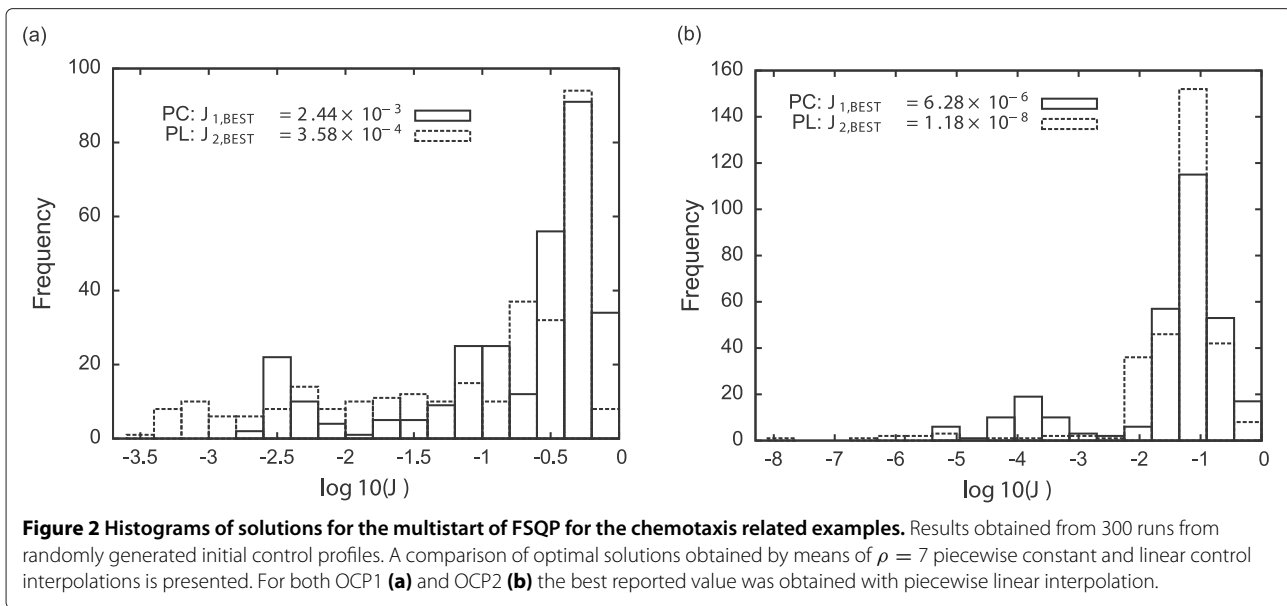 (a)
100
80
60
40
20
0
Frequency
PC: J1,BEST = 2.44 × 10−3
PL: J2,BEST = 3.58 × 10−4
-3.5 -3 -2.5 -2 -1.5 -1 -0.5 0
log 10(J )
(b)
160
140
120
100
80
60
40
20
0
Frequency
PC: J1,BEST = 6.28 × 10−6
PL: J2,BEST = 1.18 × 10−8
-8 -7 -6 -5 -4 -3 -2 -1 0
log 10(J )
Figure 2 Histograms of solutions for the multistart of FSQP for the chemotaxis related examples. Results obtained from 300 runs from
randomly generated initial control profiles. A comparison of optimal solutions obtained by means of ρ = 7 piecewise constant and linear control
interpolations is presented. For both OCP1 (a) and OCP2 (b) the best reported value was obtained with piecewise linear interpolation.